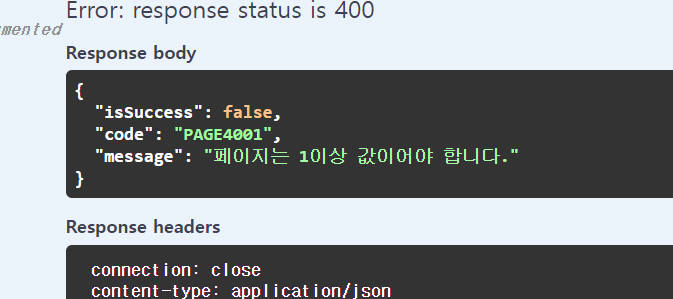 Error: response status is 400
mented
Response body
{
"isSuccess": false,
"code": "PAGE4001",
"message": "페이지는 1이상 값이어야 합니다."
}
Response headers
connection: close
content-type: application/json